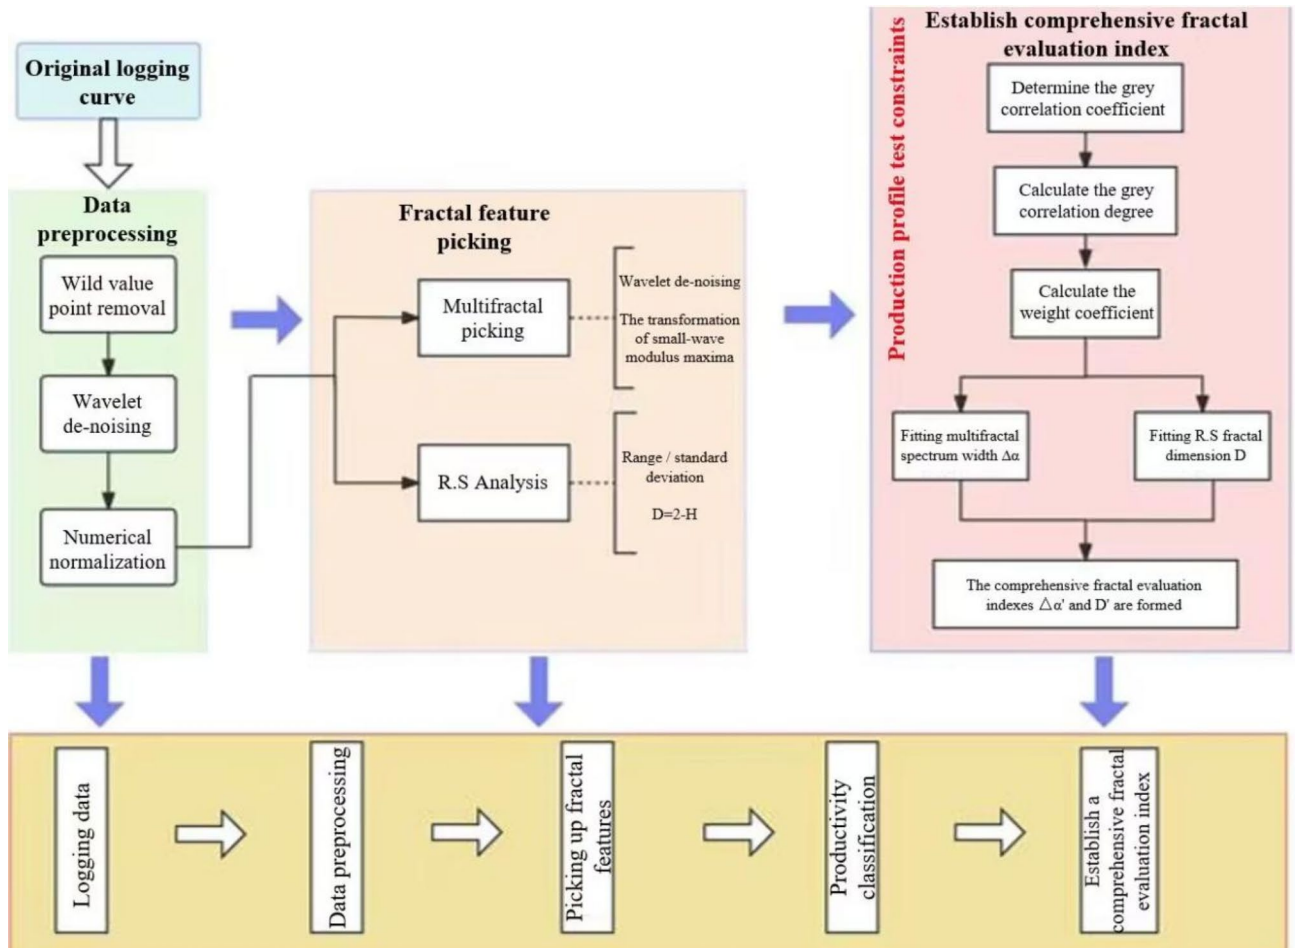 Original logging
curve
Data
preprocessing
Wild value
point removal
Wavelet
de-noising
Numerical
normalization
Fractal feature
picking
Multifractal
picking
Wavelet de-noising
The transformation
of small-wave
modulus maxima
R.S Analysis
Range / standard
deviation
D=2-H
Production profile test constraints
Establish comprehensive fractal
evaluation index
Determine the grey
correlation coefficient
Calculate the grey
correlation degree
Calculate the
weight coefficient
Fitting multifractal
spectrum width Δα
Fitting R.S fractal
dimension D
The comprehensive fractal evaluation
indexes △α' and D' are formed
Logging data
Data preprocessing
Picking up fractal
features
Productivity
classification
Establish a
comprehensive fractal
evaluation index